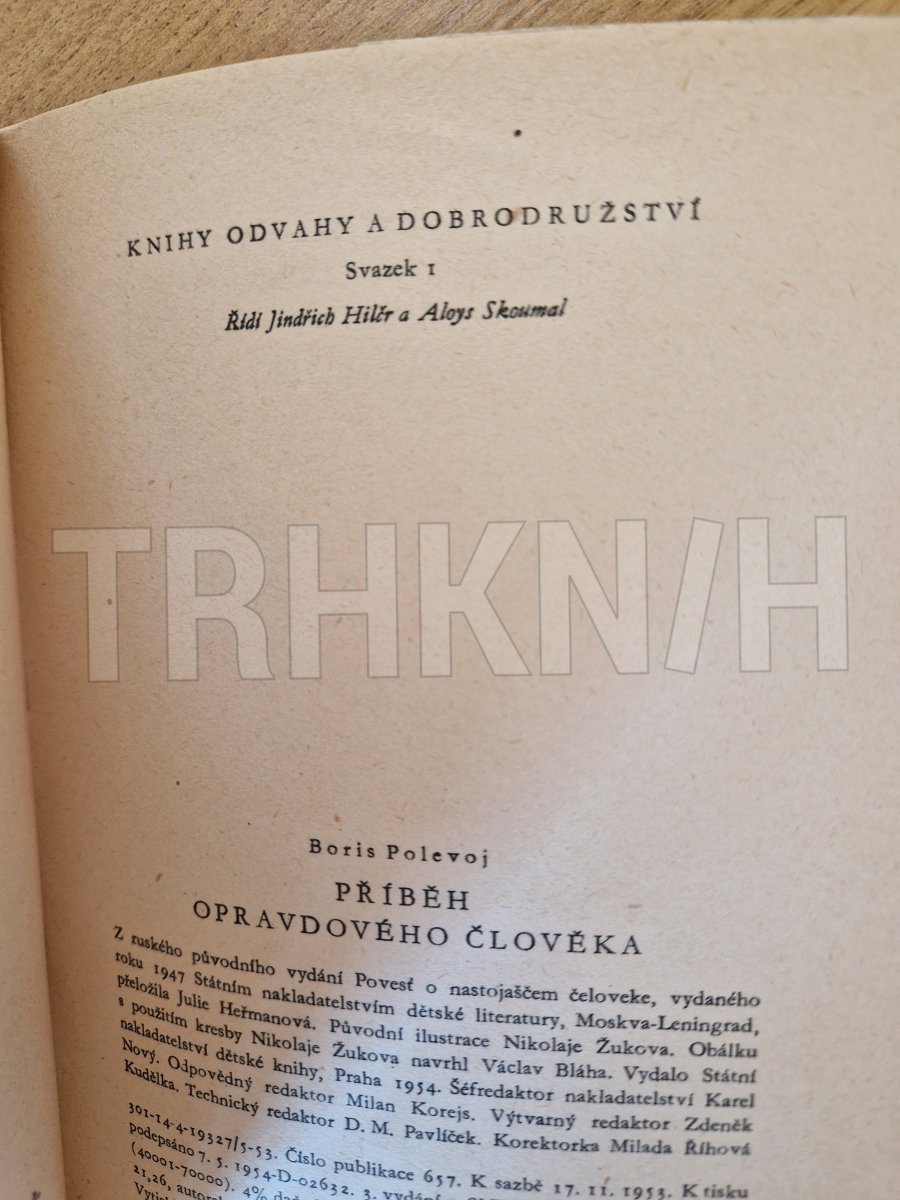 KNIHY ODVAHY A DOBRODRUŽSTVÍ
Svazek 1
Řídí Jindřich Hilčr a Aloys Skoumal
TRHKNIH
Boris Polevoj
PŘÍBĚH
OPRAVDOVÉHO ČLOVĚKA
Z ruského původního vydání Povesť o nastojaščem čeloveke, vydaného
roku 1947 Státním nakladatelstvím dětské literatury, Moskva-Leningrad,
přeložila Julie Heřmanová. Původní ilustrace Nikolaje Žukova. Obálku
s použitím kresby Nikolaje Žukova navrhl Václav Bláha. Vydalo Státní
nakladatelství dětské knihy, Praha 1954. Šéfredaktor nakladatelství Karel
Nový. Odpovědný redaktor Milan Korejs. Výtvarný redaktor Zdeněk
Kudělka. Technický redaktor D. M. Pavlíček. Korektorka Milada Říhová
301-14-4-19327/5-53. Číslo publikace 657. K sazbě 17. 11. 1953. K tisku
podepsáno 7. 5. 1954-D-02632. 3. vydání
(40001-70000). 4%
21,26,